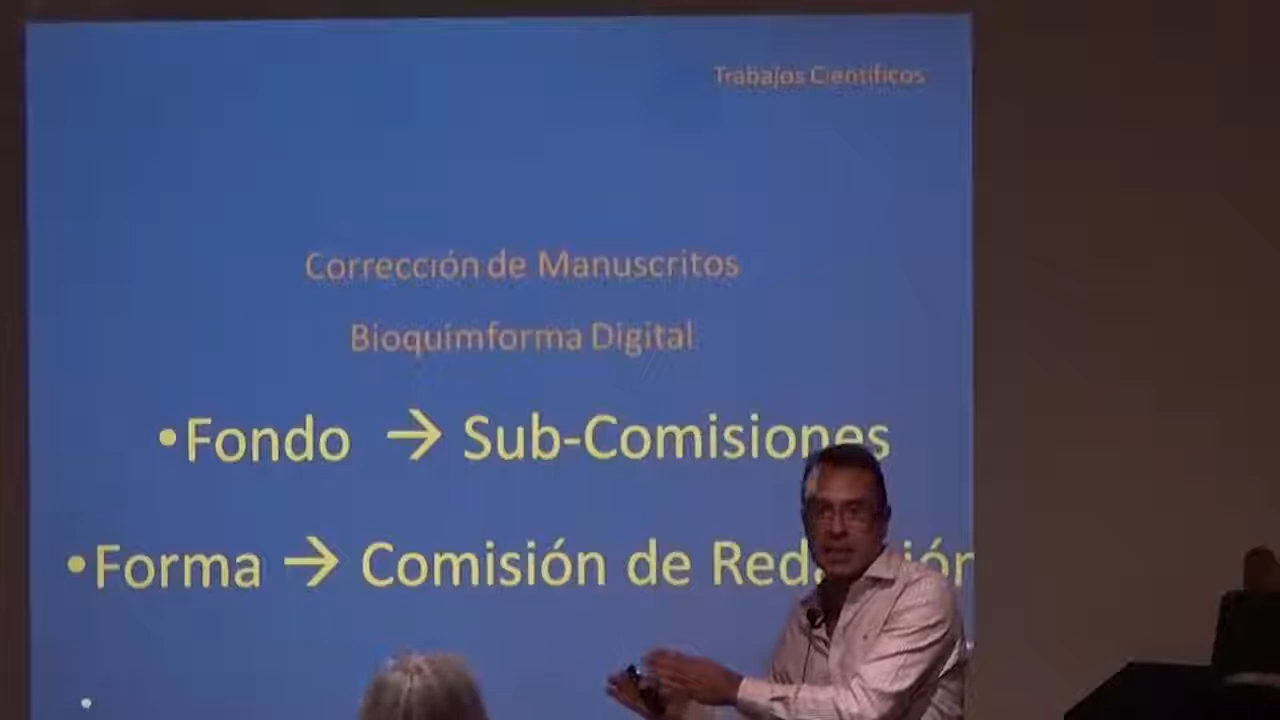 Trabajos Científicos
Corrección de Manuscritos
Bioquimforma Digital
•Fondo → Sub-Comisiones
•Forma → Comisión de